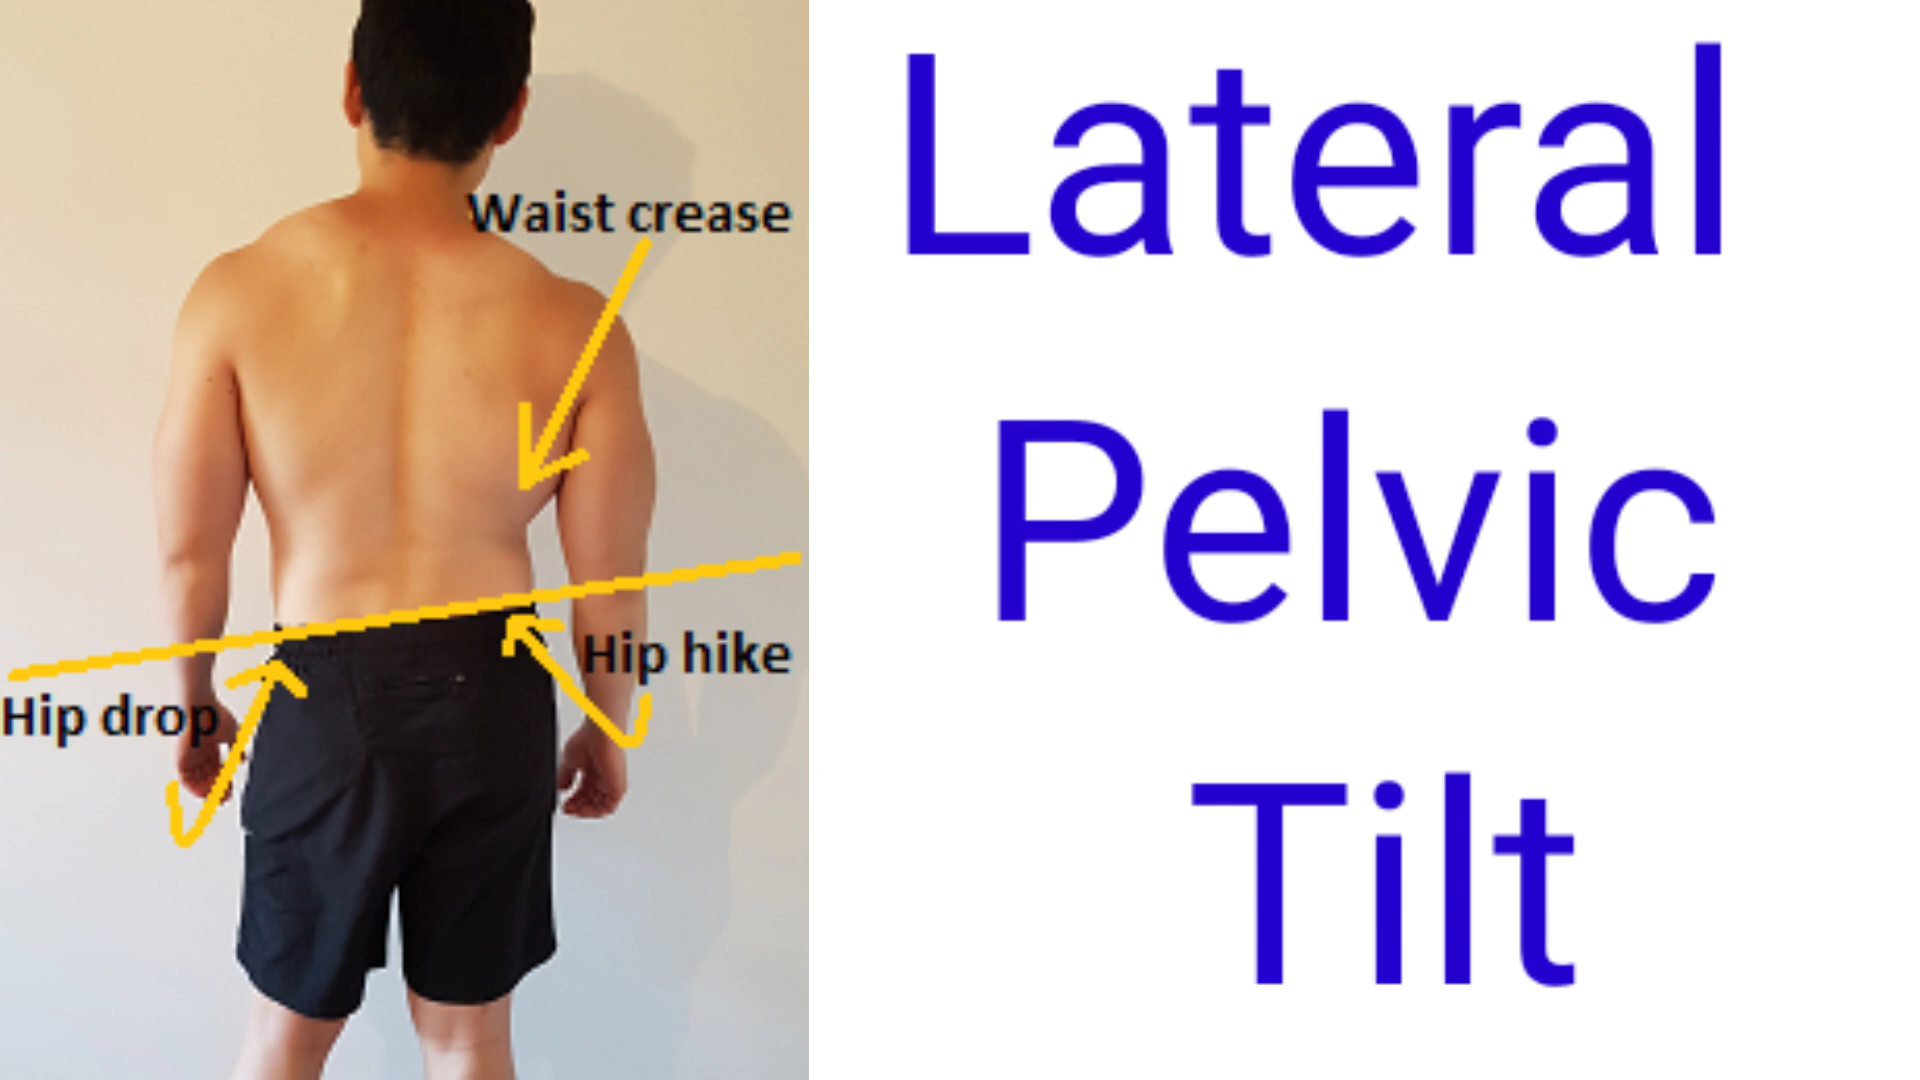 Waist crease
Hip hike
Hip drop
Lateral
Pelvic
Tilt